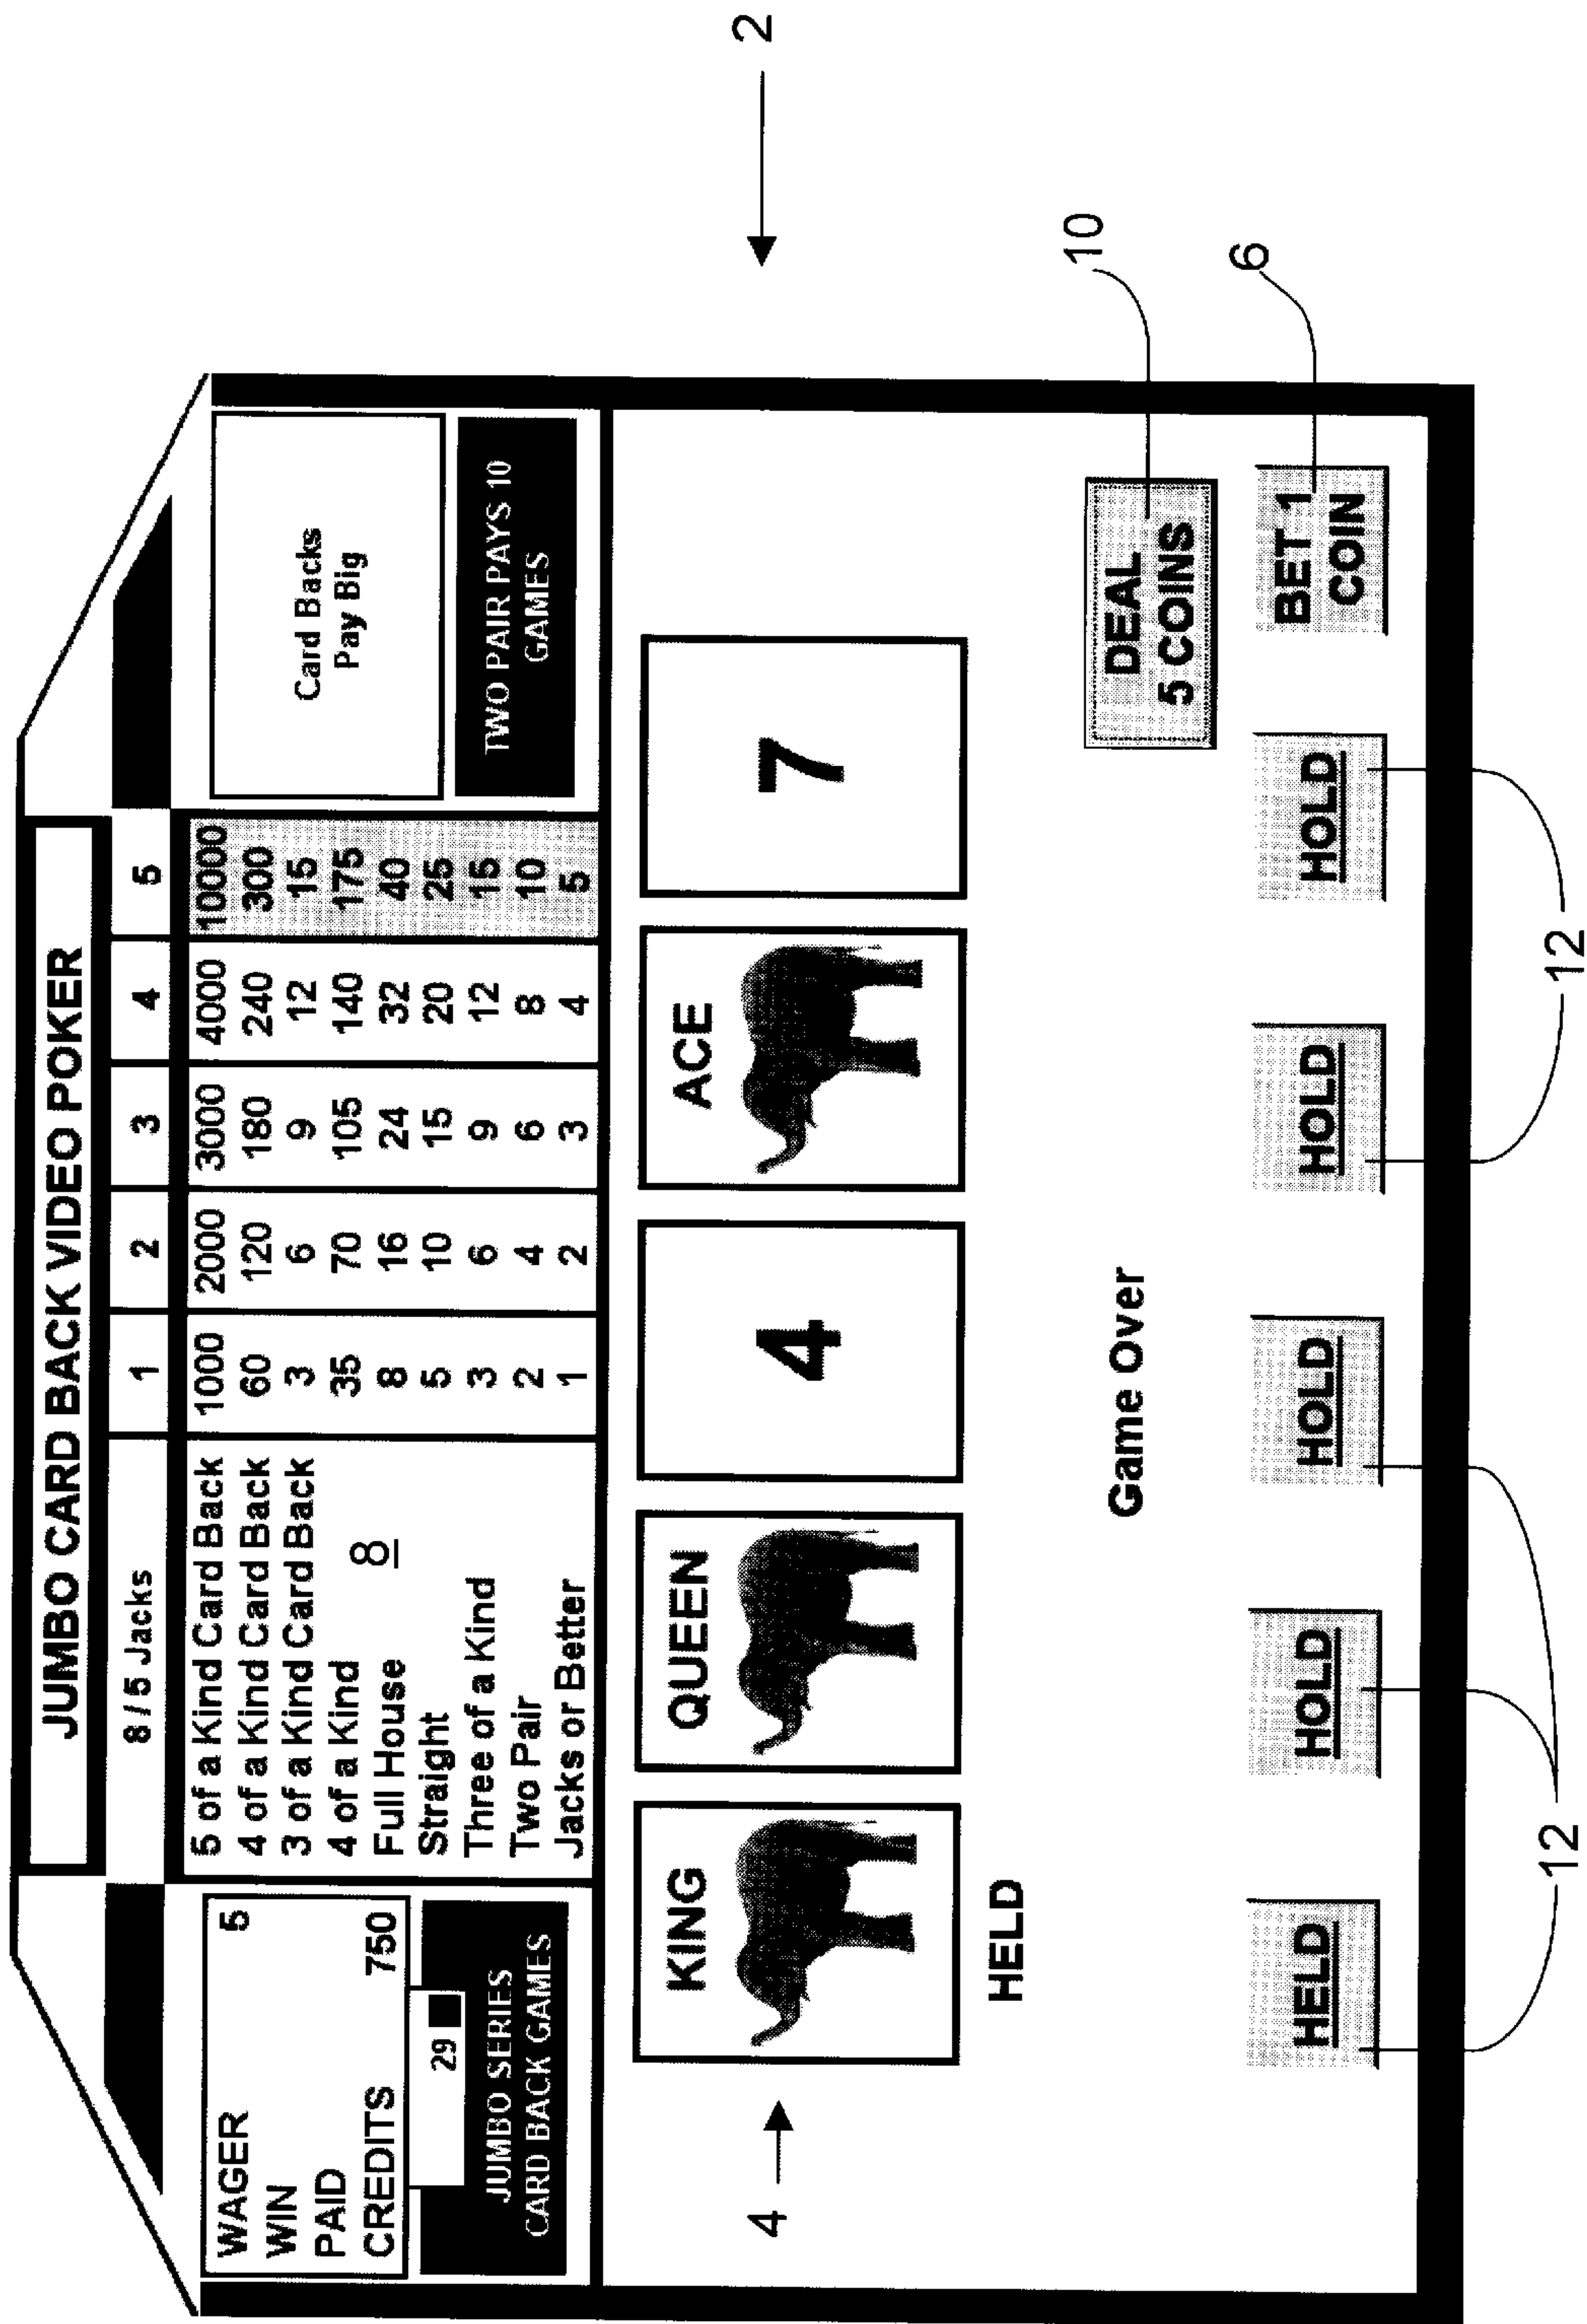 JUMBO CARD BACK VIDEO POKER
8 / 5 Jacks 1 2 3 4 5
WAGER 5
WIN
PAID
CREDITS 750
29
JUMBO SERIES
CARD BACK GAMES
5 of a Kind Card Back 1000 2000 3000 4000 10000
4 of a Kind Card Back 60 120 180 240 300
3 of a Kind Card Back 3 6 9 12 15
4 of a Kind 35 70 105 140 175
Full House 8 16 24 32 40
Straight 5 10 15 20 25
Three of a Kind 3 6 9 12 15
Two Pair 2 4 6 8 10
Jacks or Better 1 2 3 4 5
8
Card Backs
Pay Big
TWO PAIR PAYS 10
GAMES
2
4
KING QUEEN 4 ACE 7
HELD
Game Over
DEAL
5 COINS
10
HELD HOLD HOLD HOLD HOLD
BET 1
COIN
6
12 12